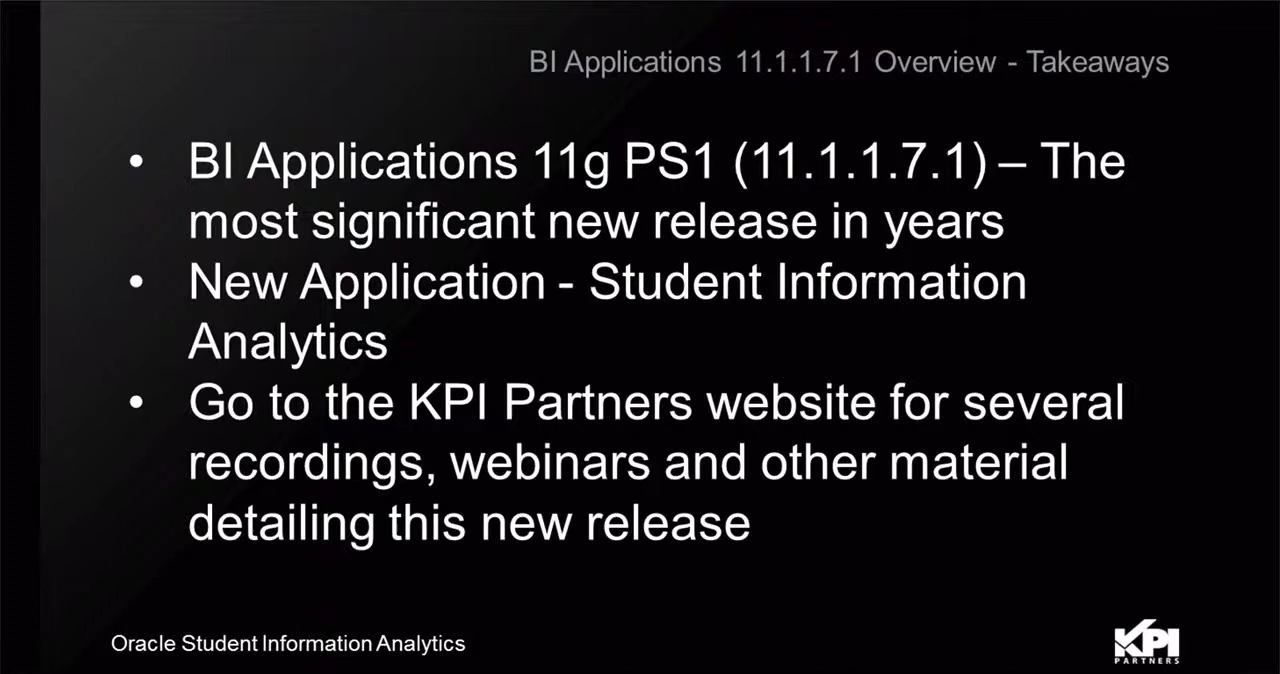 BI Applications 11.1.1.7.1 Overview - Takeaways
• BI Applications 11g PS1 (11.1.1.7.1) – The
most significant new release in years
• New Application - Student Information
Analytics
• Go to the KPI Partners website for several
recordings, webinars and other material
detailing this new release
Oracle Student Information Analytics
KPI
PARTNERS